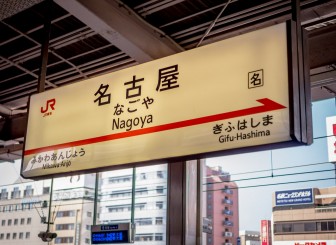 JR
名古屋
名
なごや
Nagoya
みかわあんじょう
Mikawa-Anjō
ぎふはしま
Gifu-Hashima